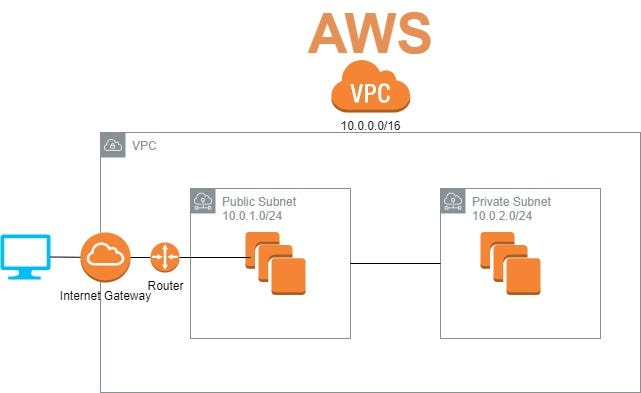 AWS
VPC
10.0.0.0/16
VPC
Public Subnet
10.0.1.0/24
Private Subnet
10.0.2.0/24
Internet Gateway
Router